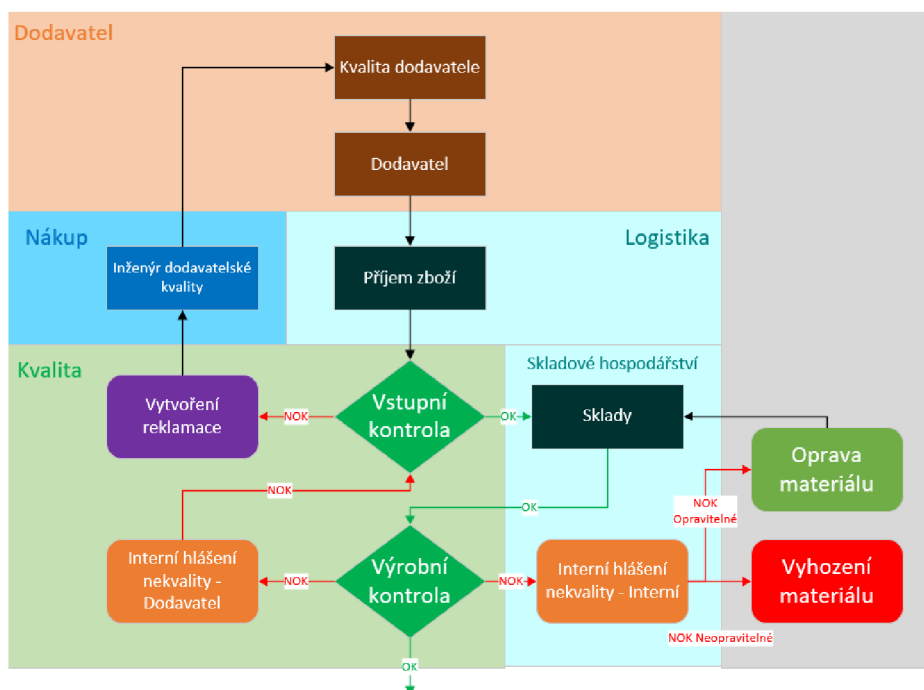 Dodavatel
Kvalita dodavatele
Dodavatel
Nákup
Logistika
Inženýr dodavatelské
kvality
Příjem zboží
Kvalita
Skladové hospodářství
Vytvoření
reklamace
NOK
Vstupní
kontrola
OK
Sklady
Oprava
materiálu
NOK
OK
NOK
Opravitelné
Interní hlášení
nekvality -
Dodavatel
NOK
Výrobní
kontrola
NOK
Interní hlášení
nekvality - Interní
Vyhození
materiálu
NOK Neopravitelné
OK